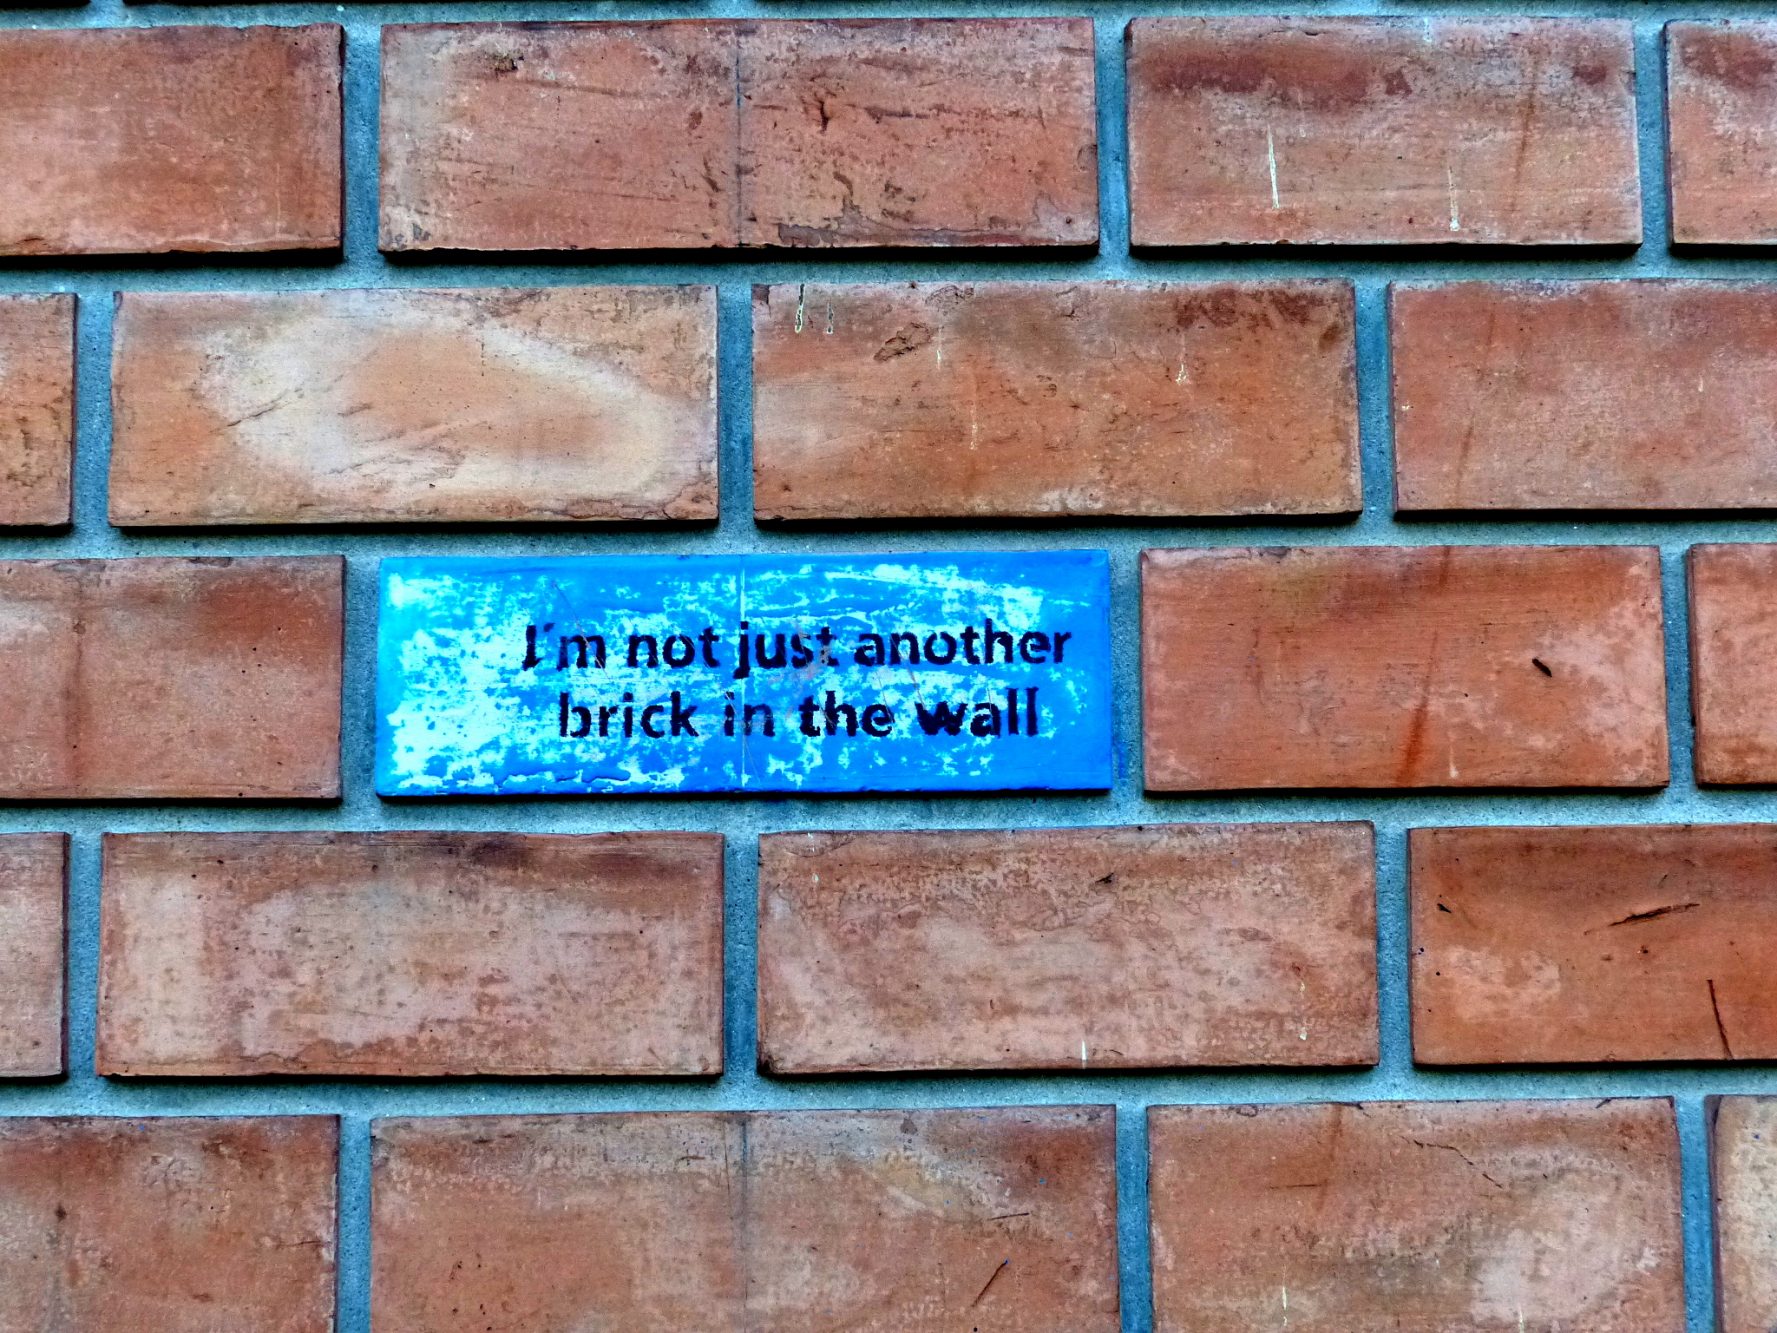 I'm not just another
brick in the wall